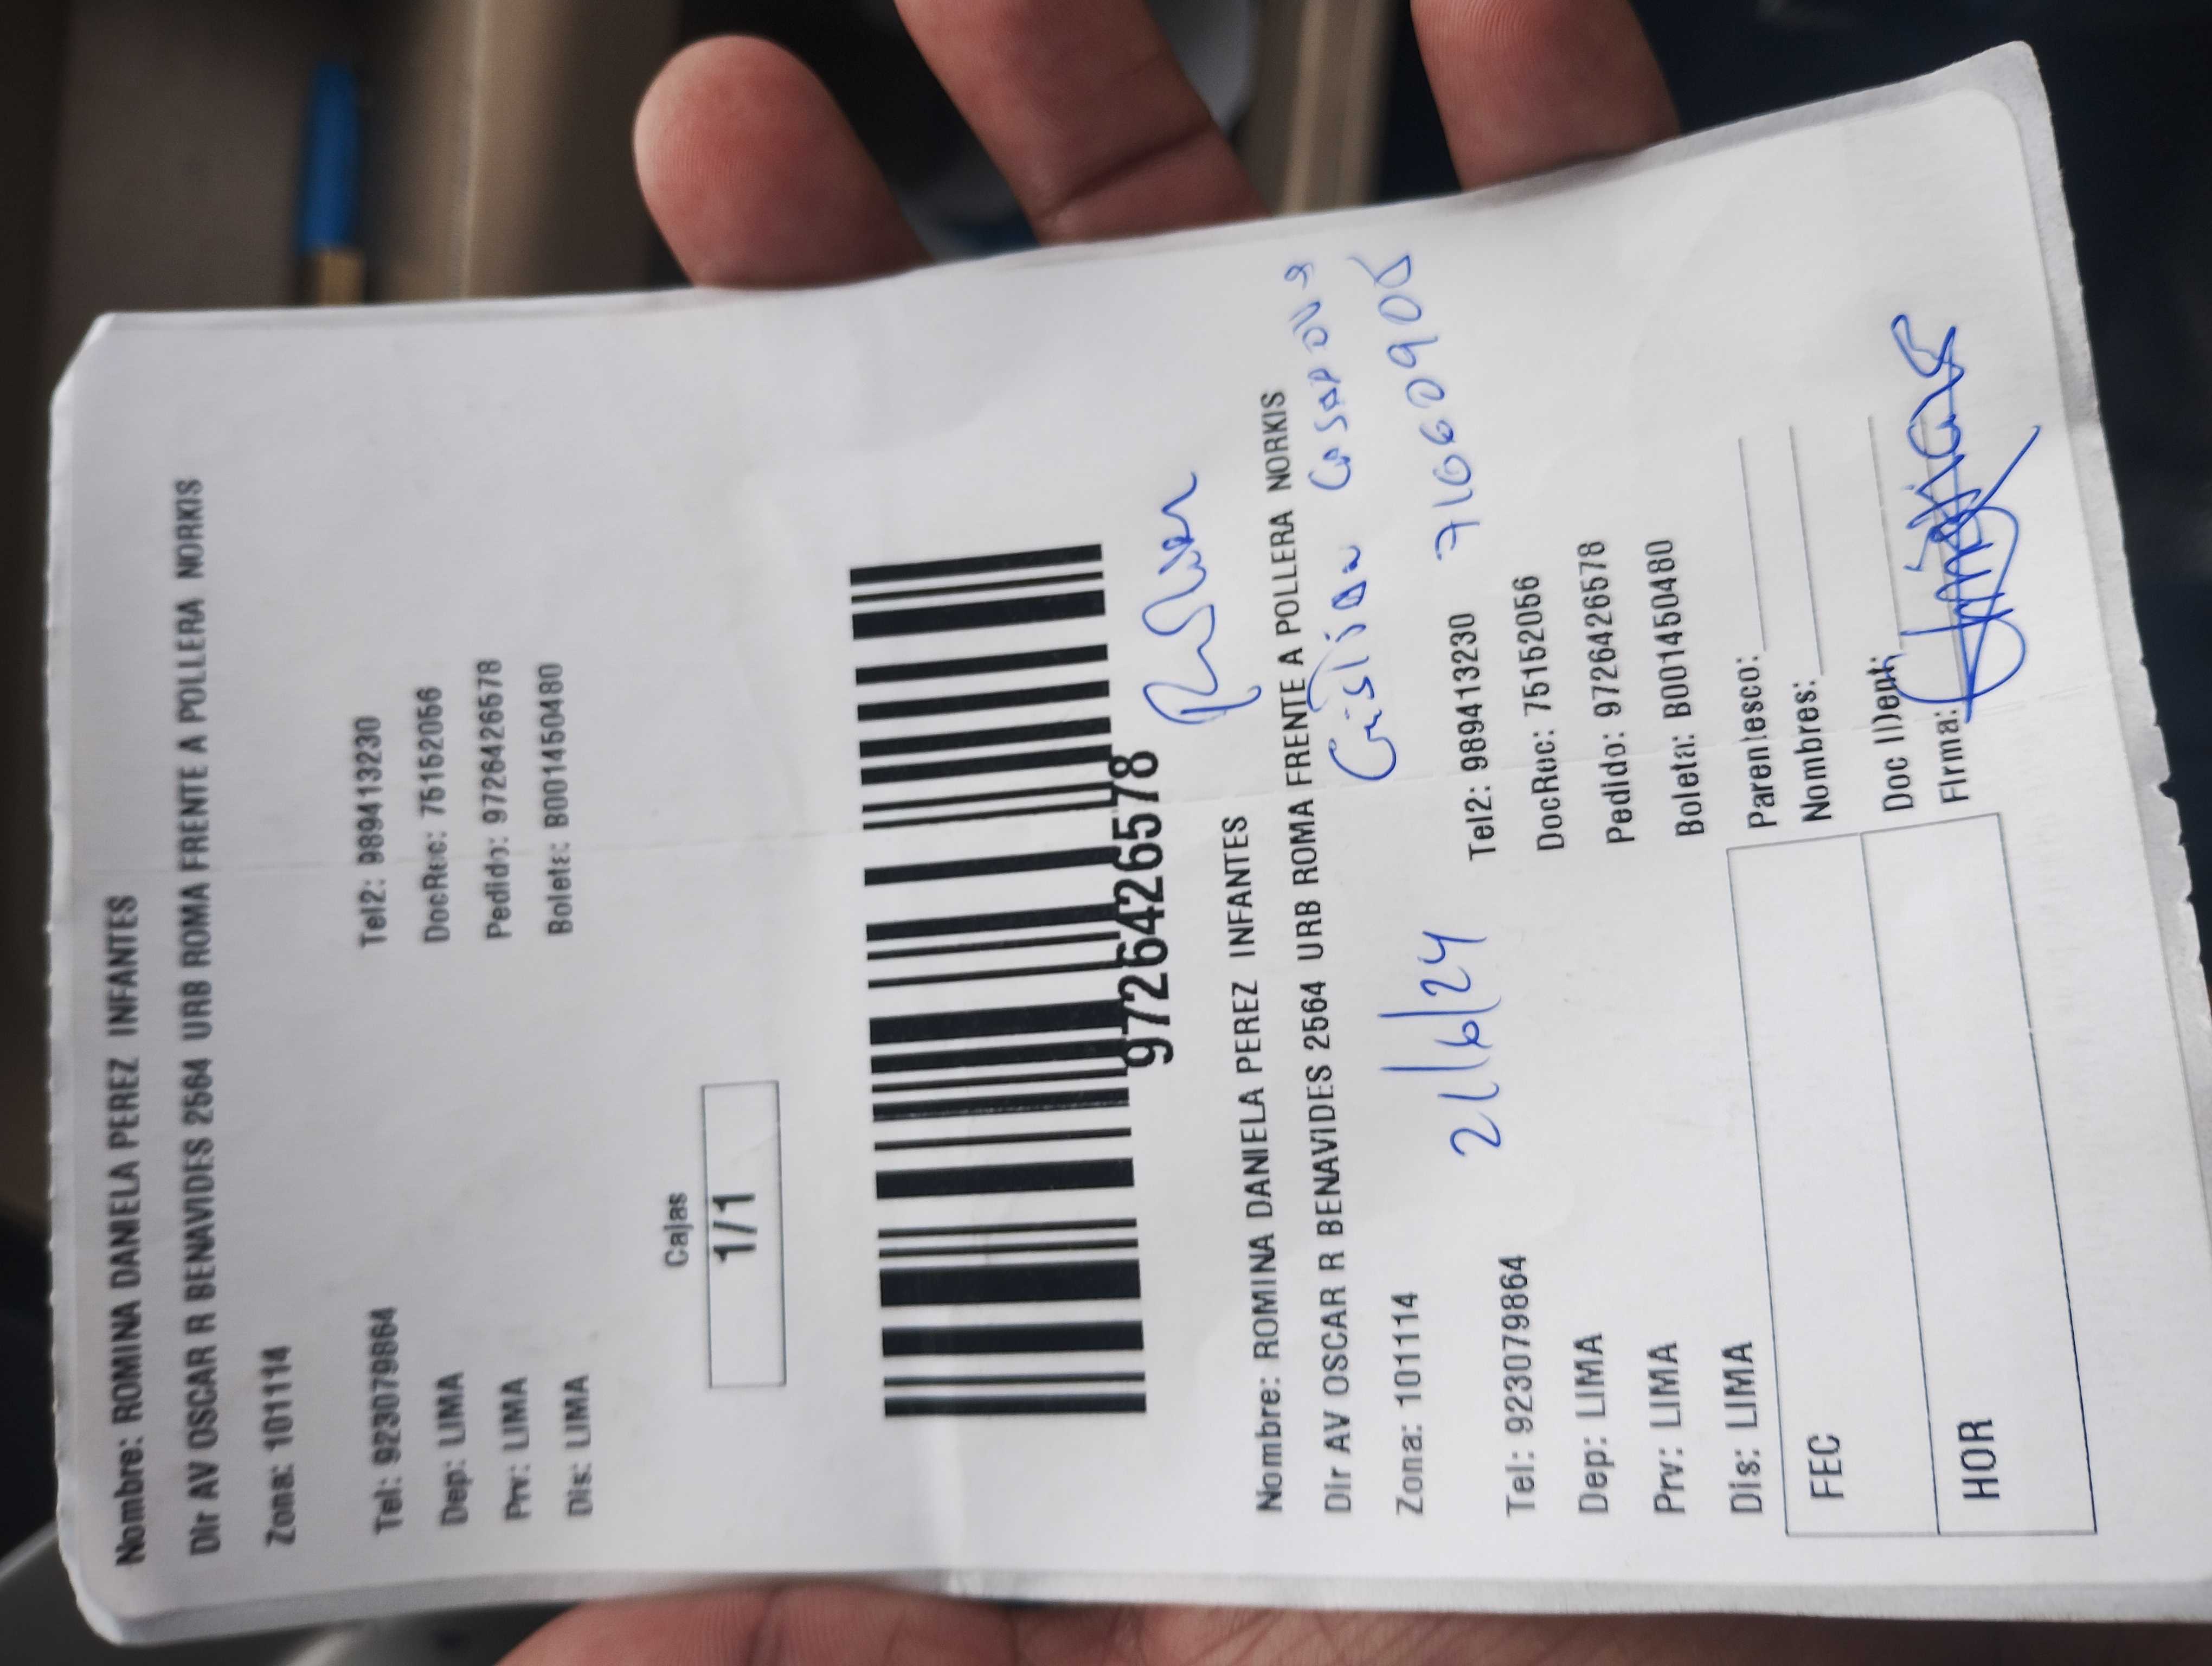 Nombre: ROMINA DANIELA PEREZ INFANTES
Dir AV OSCAR R BENAVIDES 2564 URB ROMA FRENTE A POLLERA NORKIS
Zona: 101114
Tel: 923079864 Tel2: 989413230
Dep: LIMA DocRec: 75152056
Prv: LIMA Pedido: 9726426578
Dis: LIMA Boleta: B001450480
Cajas
1/1
9726426578
Nombre: ROMINA DANIELA PEREZ INFANTES
Dir AV OSCAR R BENAVIDES 2564 URB ROMA FRENTE A POLLERA NORKIS
Cristian
Zona: 101114
21/6/24 71660908
Tel: 923079864 Tel2: 989413230
Dep: LIMA DocRec: 75152056
Prv: LIMA Pedido: 9726426578
Dis: LIMA Boleta: B001450480
FEC Parentesco:
Nombres:
HOR Doc IDent:
Firma: